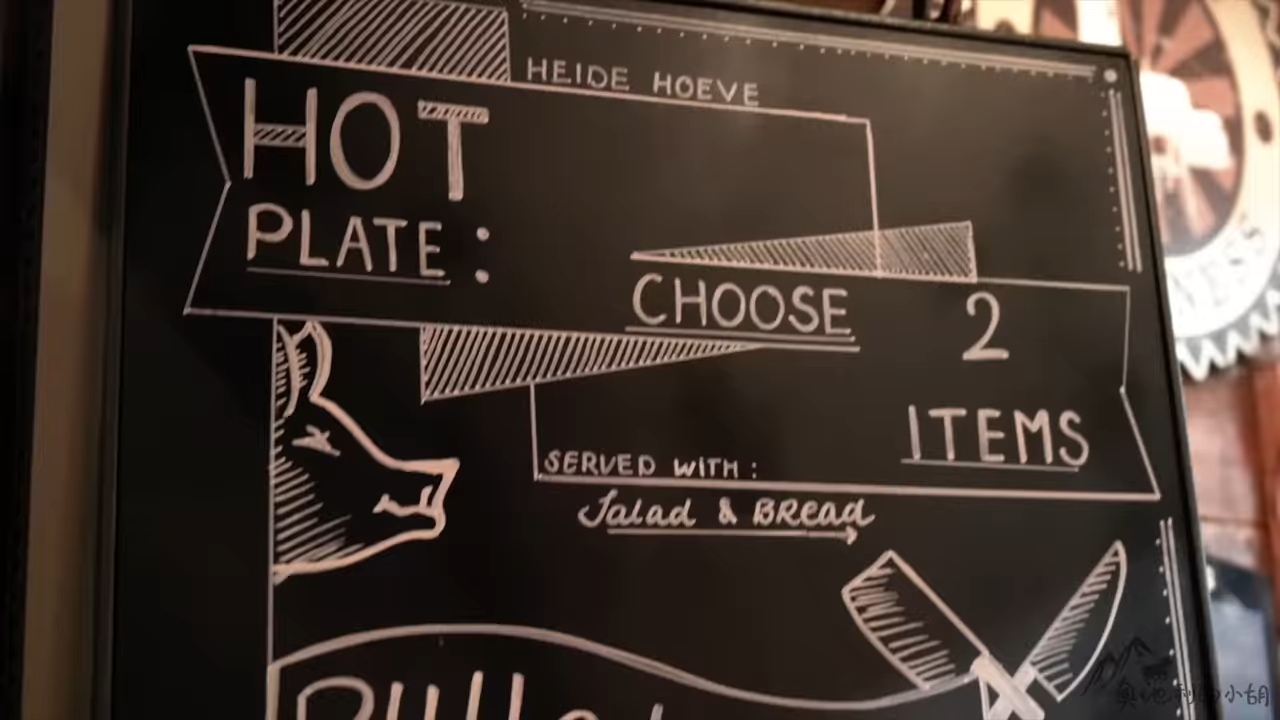 HEIDE HOEVE
HOT
PLATE:
CHOOSE 2
ITEMS
SERVED WITH:
Salad & BRead